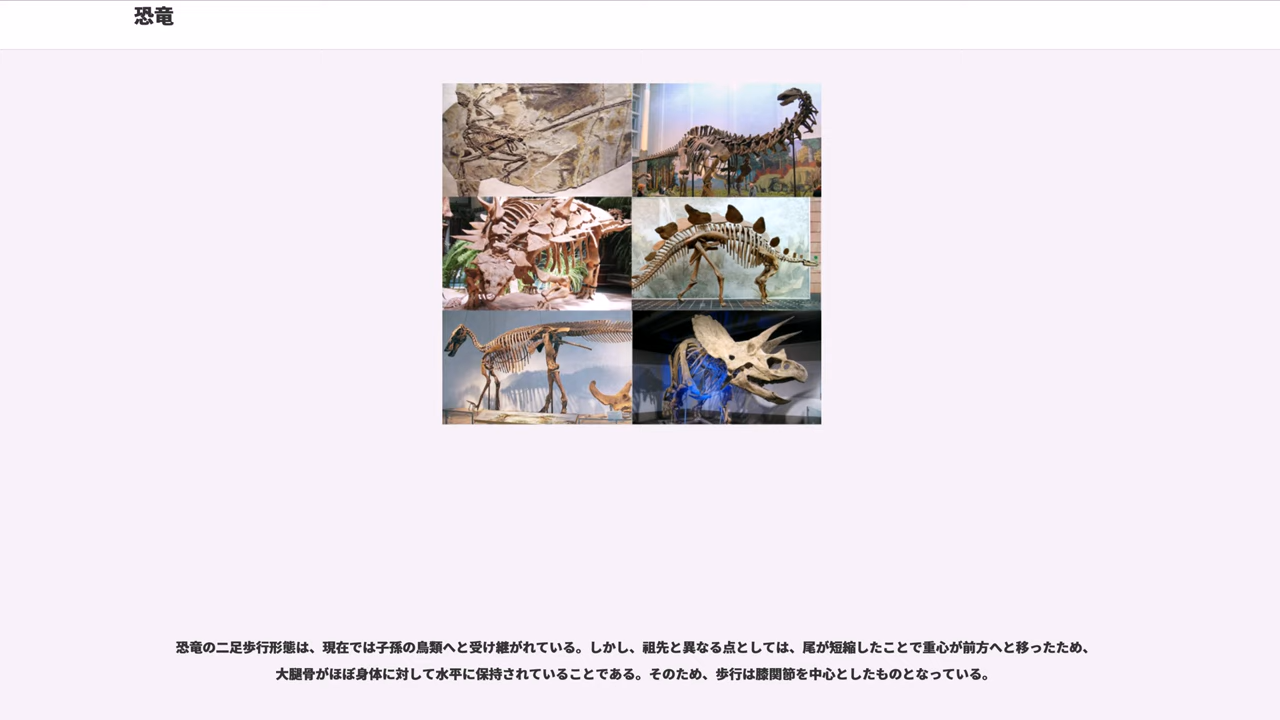 恐竜
恐竜の二足歩行形態は、現在では子孫の鳥類へと受け継がれている。しかし、祖先と異なる点としては、尾が短縮したことで重心が前方へと移ったため、
大腿骨がほぼ身体に対して水平に保持されていることである。そのため、歩行は膝関節を中心としたものとなっている。